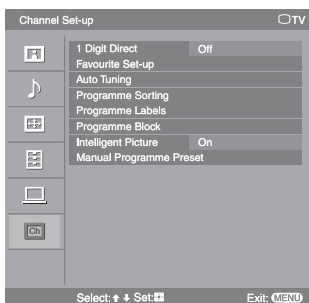 Channel Set-up TV
1 Digit Direct Off
Favourite Set-up
Auto Tuning
Programme Sorting
Programme Labels
Programme Block
Intelligent Picture On
Manual Programme Preset
Ch
Select: Set: Exit: MENU